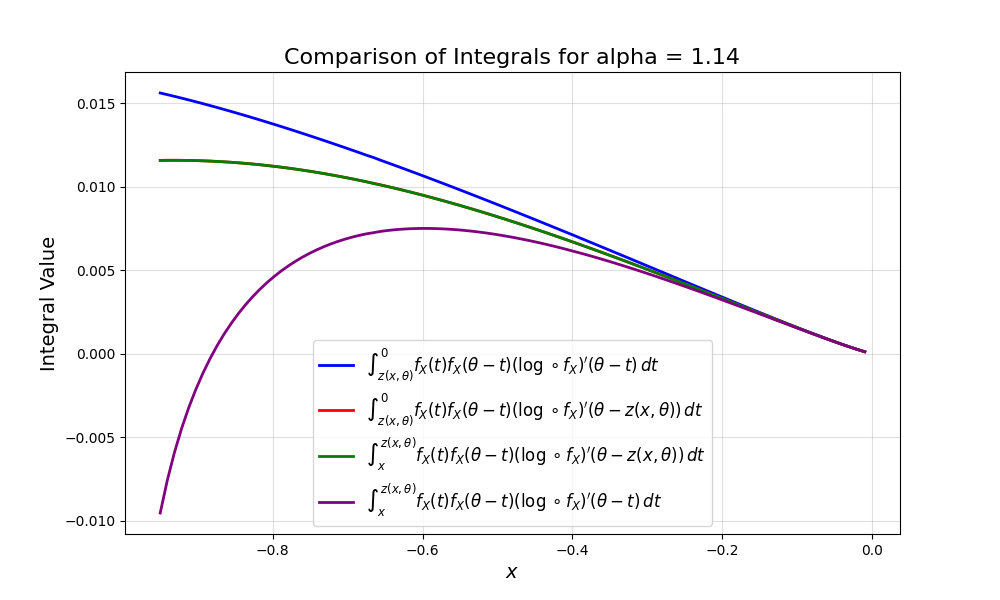 Comparison of Integrals for alpha = 1.14
Integral Value
0.015
0.010
0.005
0.000
−0.005
−0.010
∫_{z(x, θ)}^{0} f_X(t)f_X(θ − t)(log ∘ f_X)′(θ − t) dt
∫_{z(x, θ)}^{0} f_X(t)f_X(θ − t)(log ∘ f_X)′(θ − z(x, θ)) dt
∫_{x}^{z(x, θ)} f_X(t)f_X(θ − t)(log ∘ f_X)′(θ − z(x, θ)) dt
∫_{x}^{z(x, θ)} f_X(t)f_X(θ − t)(log ∘ f_X)′(θ − t) dt
−0.8 −0.6 −0.4 −0.2 0.0
x